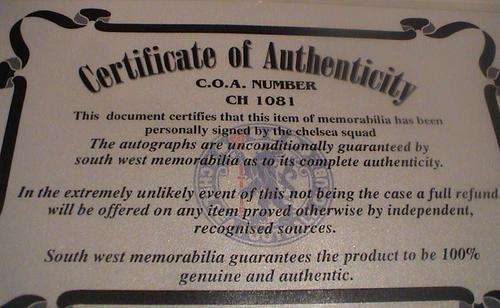 Certificate of Authenticity
C.O.A. NUMBER
CH 1081
This document certifies that this item of memorabilia has been
personally signed by the chelsea squad
The autographs are unconditionally guaranteed by
south west memorabilia as to its complete authenticity.
In the extremely unlikely event of this not being the case a full refund
will be offered on any item proved otherwise by independent,
recognised sources.
South west memorabilia guarantees the product to be 100%
genuine and authentic.